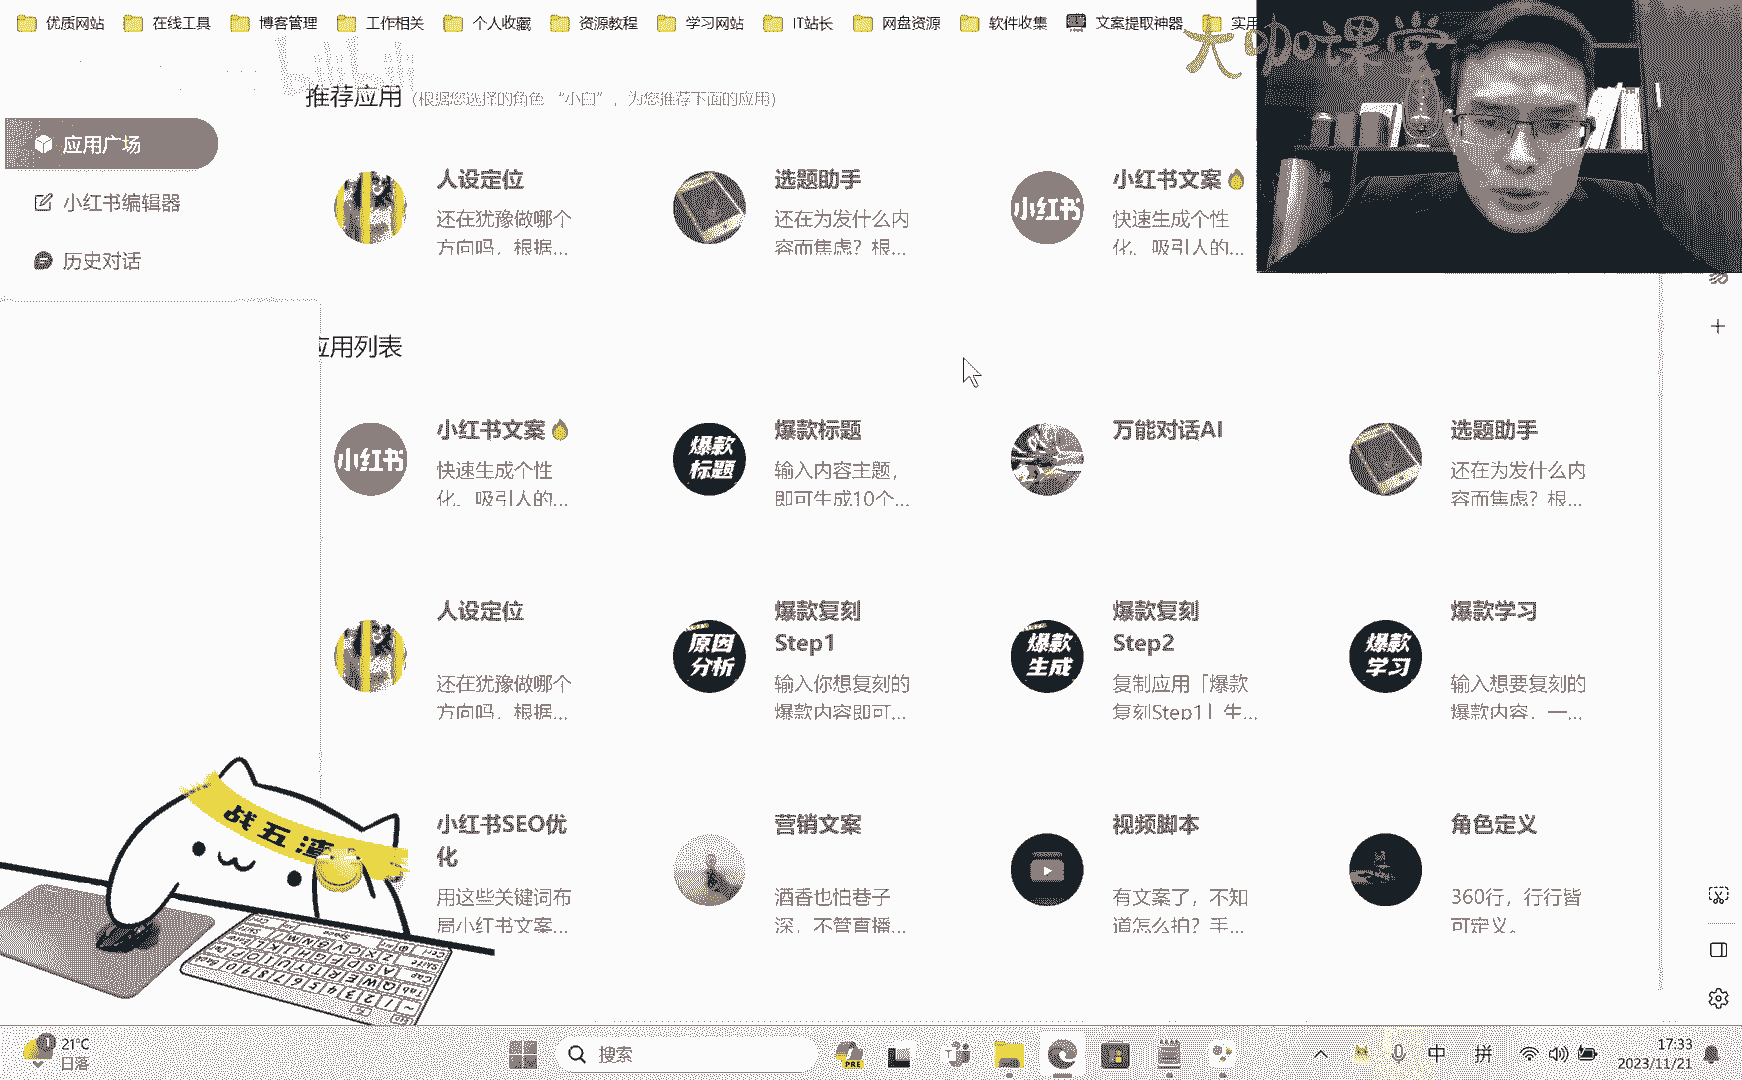 优质网站
在线工具
博客管理
工作相关
个人收藏
资源教程
学习网站
IT站长
网盘资源
软件收集
文案提取神器
实用
bilibili
大咖课堂
推荐应用 (根据您选择的角色 “小白”，为您推荐下面的应用)
应用广场
小红书编辑器
历史对话
人设定位
还在犹豫做哪个
方向吗，根据...
选题助手
还在为发什么内
容而焦虑？根...
小红书
小红书文案
快速生成个性
化、吸引人的...
应用列表
小红书
小红书文案
快速生成个性
化、吸引人的...
爆款
标题
爆款标题
输入内容主题，
即可生成10个...
万能对话AI
选题助手
还在为发什么内
容而焦虑？根...
人设定位
还在犹豫做哪个
方向吗，根据...
原因
分析
爆款复刻
Step1
输入你想复刻的
爆款内容即可...
爆款
生成
爆款复刻
Step2
复制应用「爆款
复刻Step1」生...
爆款
学习
爆款学习
输入想要复刻的
爆款内容，一...
小红书SEO优
化
用这些关键词布
局小红书文案...
营销文案
酒香也怕巷子
深，不管直播...
视频脚本
有文案了，不知
道怎么拍？手...
角色定义
360行，行行皆
可定义。
战五渣
21°C
日落
搜索
PRE
中
拼
17:33
2023/11/21